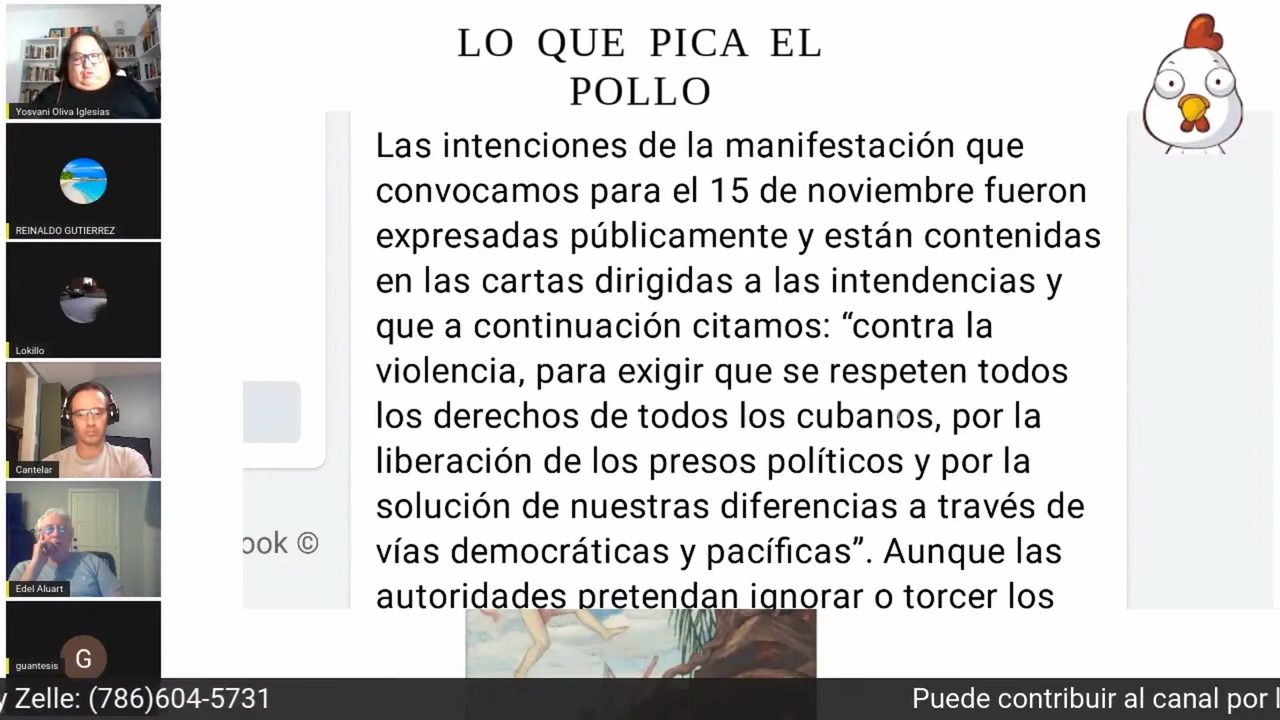 LO QUE PICA EL
POLLO
Yosvani Oliva Iglesias
REINALDO GUTIERREZ
Lokillo
Cantelar
Edel Aluart
G
guantesis
Las intenciones de la manifestación que
convocamos para el 15 de noviembre fueron
expresadas públicamente y están contenidas
en las cartas dirigidas a las intendencias y
que a continuación citamos: “contra la
violencia, para exigir que se respeten todos
los derechos de todos los cubanos, por la
liberación de los presos políticos y por la
solución de nuestras diferencias a través de
vías democráticas y pacíficas”. Aunque las
autoridades pretendan ignorar o torcer los
ook ©
y Zelle: (786)604-5731
Puede contribuir al canal por